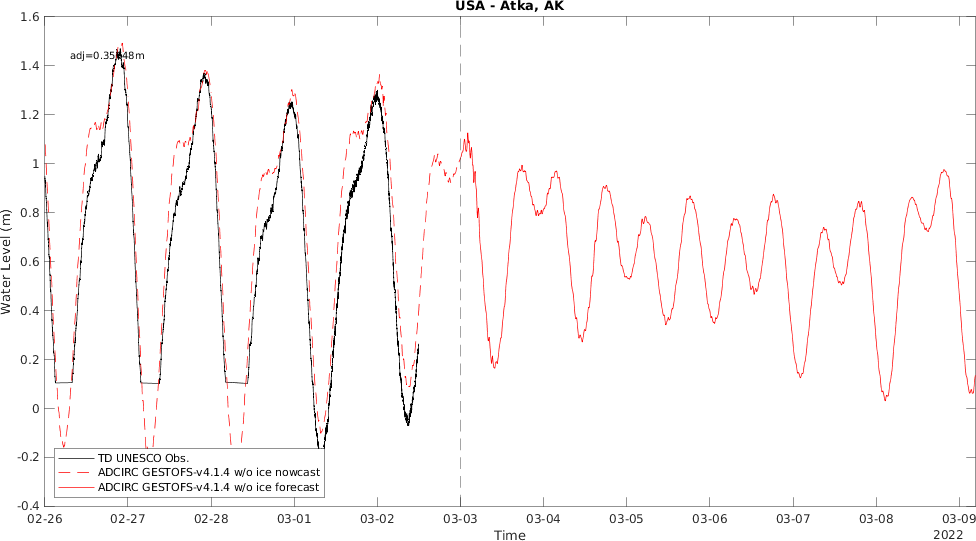 USA - Atka, AK
1.6
1.4
1.2
1
0.8
0.6
0.4
0.2
0
-0.2
-0.4
Water Level (m)
TD UNESCO Obs.
ADCIRC GESTOFS-v4.1.4 w/o ice nowcast
ADCIRC GESTOFS-v4.1.4 w/o ice forecast
02-26 02-27 02-28 03-01 03-02 03-03 03-04 03-05 03-06 03-07 03-08 03-09
Time
2022